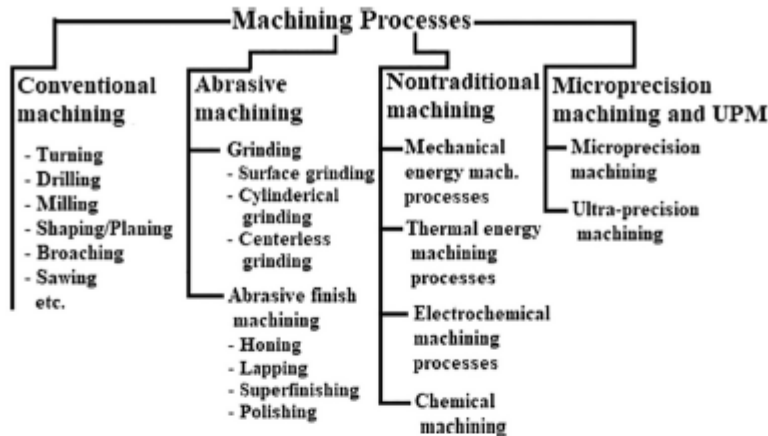 Machining Processes
Conventional
machining
- Turning
- Drilling
- Milling
- Shaping/Planing
- Broaching
- Sawing
etc.
Abrasive
machining
Grinding
- Surface grinding
- Cylinderical
grinding
- Centerless
grinding
Abrasive finish
machining
- Honing
- Lapping
- Superfinishing
- Polishing
Nontraditional
machining
Mechanical
energy mach.
processes
Thermal energy
machining
processes
Electrochemical
machining
processes
Chemical
machining
Microprecision
machining and UPM
Microprecision
machining
Ultra-precision
machining